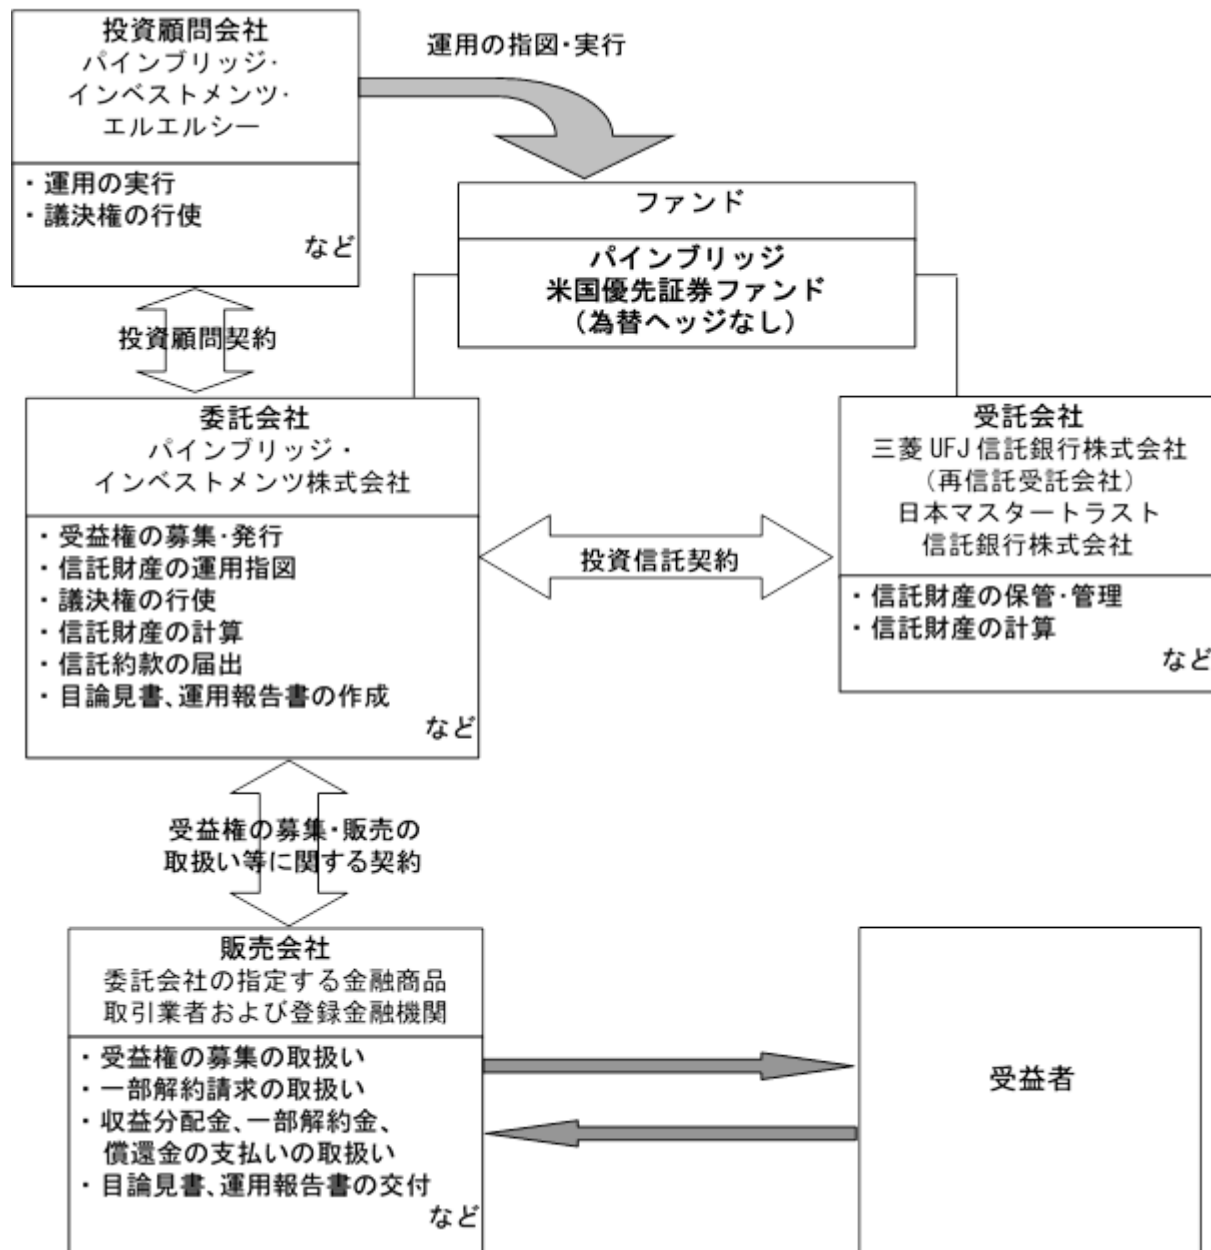 投資顧問会社
パインブリッジ・
インベストメンツ・
エルエルシー
・運用の実行
・議決権の行使
など
運用の指図・実行
ファンド
パインブリッジ
米国優先証券ファンド
（為替ヘッジなし）
投資顧問契約
委託会社
パインブリッジ・
インベストメンツ株式会社
・受益権の募集・発行
・信託財産の運用指図
・議決権の行使
・信託財産の計算
・信託約款の届出
・目論見書、運用報告書の作成
など
投資信託契約
受託会社
三菱UFJ信託銀行株式会社
（再信託受託会社）
日本マスタートラスト
信託銀行株式会社
・信託財産の保管・管理
・信託財産の計算
など
受益権の募集・販売の
取扱い等に関する契約
販売会社
委託会社の指定する金融商品
取引業者および登録金融機関
・受益権の募集の取扱い
・一部解約請求の取扱い
・収益分配金、一部解約金、
償還金の支払いの取扱い
・目論見書、運用報告書の交付
など
受益者